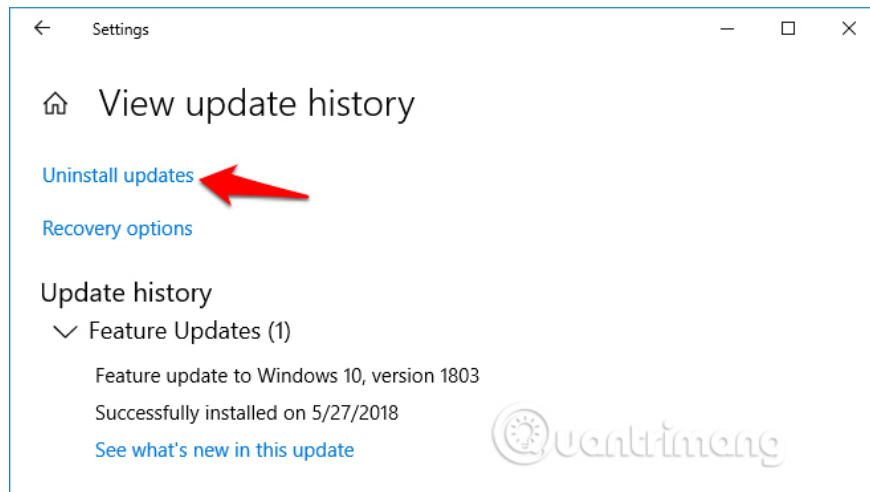 Settings
View update history
Uninstall updates
Recovery options
Update history
Feature Updates (1)
Feature update to Windows 10, version 1803
Successfully installed on 5/27/2018
See what's new in this update
Quantrimang